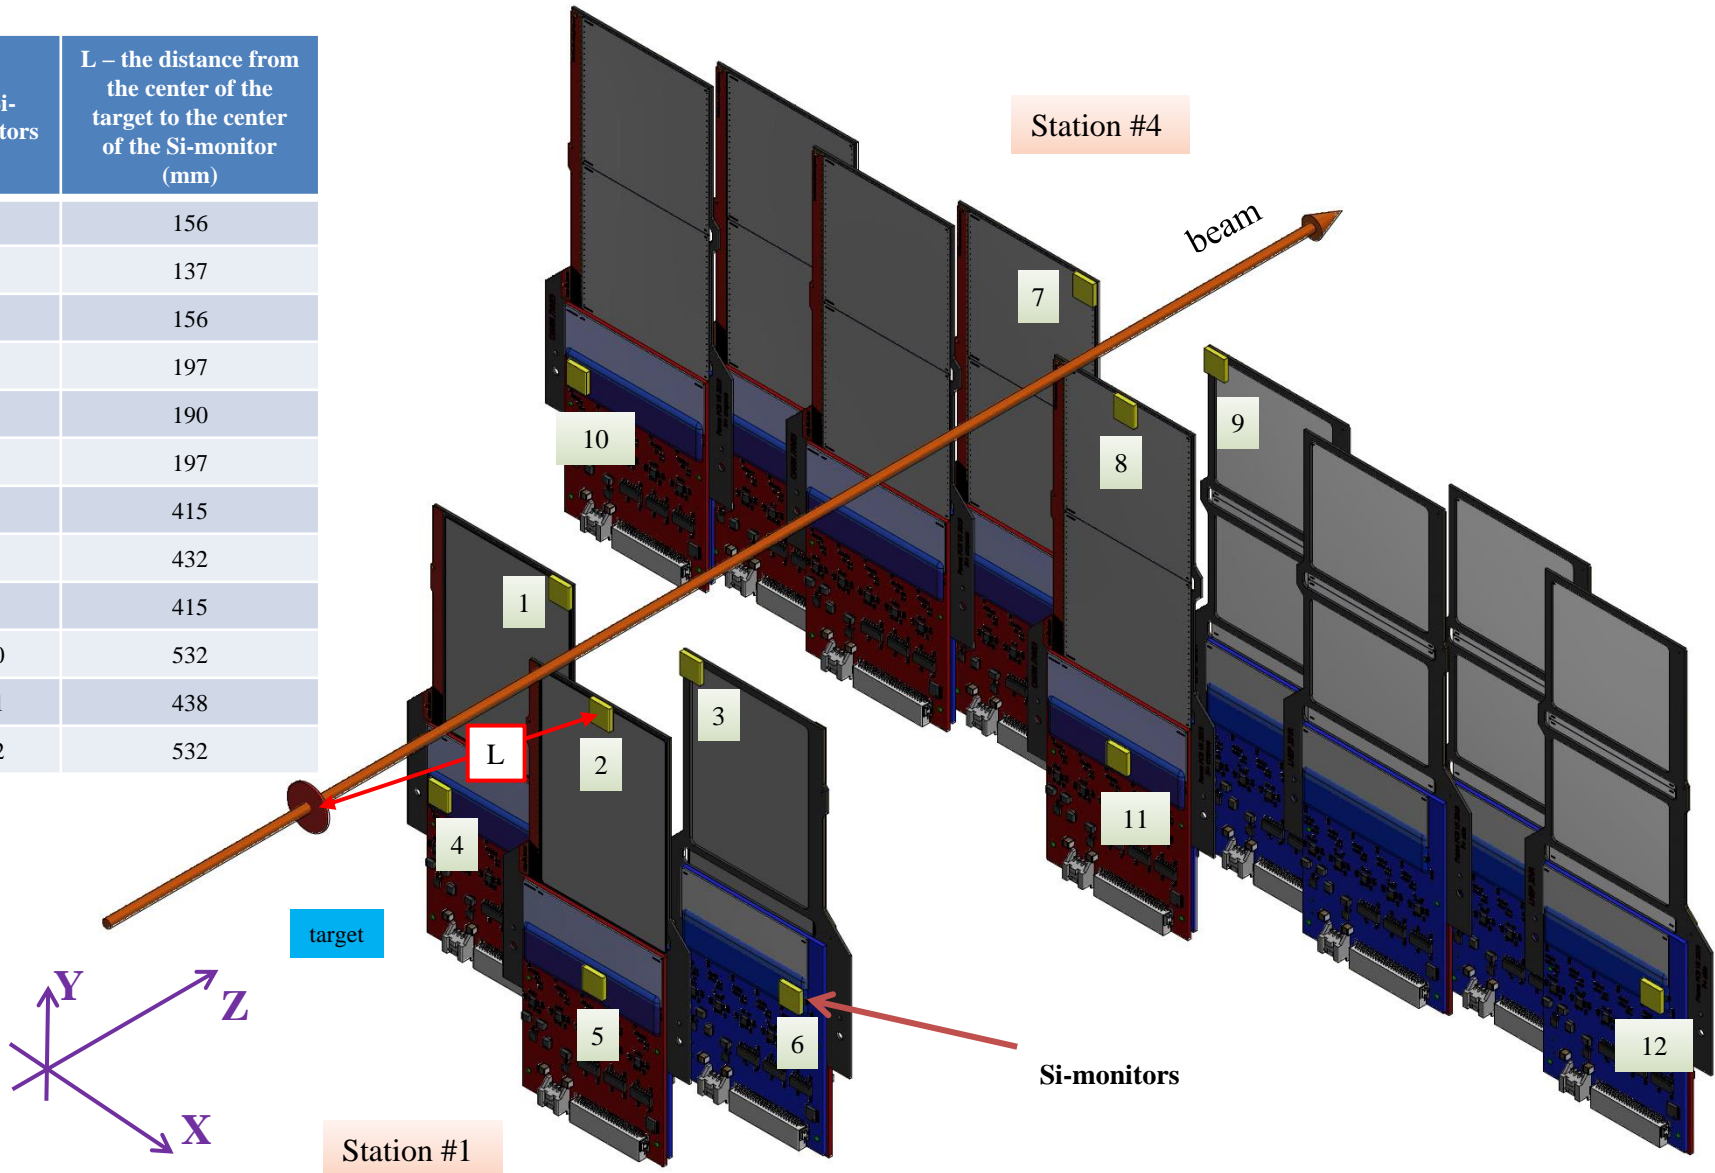 L – the distance from
the center of the
target to the center
of the Si-monitor
(mm)
156
137
156
197
190
197
415
432
415
532
438
532
Station #4
beam
7
8
9
10
11
12
1
2
3
L
4
5
6
target
Si-monitors
Station #1
Y
Z
X